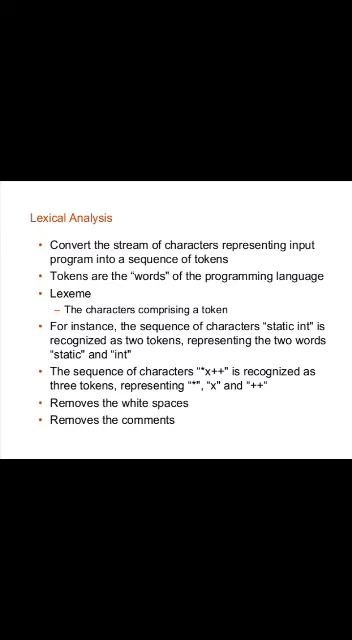 Lexical Analysis
• Convert the stream of characters representing input
program into a sequence of tokens
• Tokens are the “words” of the programming language
• Lexeme
– The characters comprising a token
• For instance, the sequence of characters “static int” is
recognized as two tokens, representing the two words
“static” and “int”
• The sequence of characters “*x++” is recognized as
three tokens, representing “*”, “x” and “++“
• Removes the white spaces
• Removes the comments